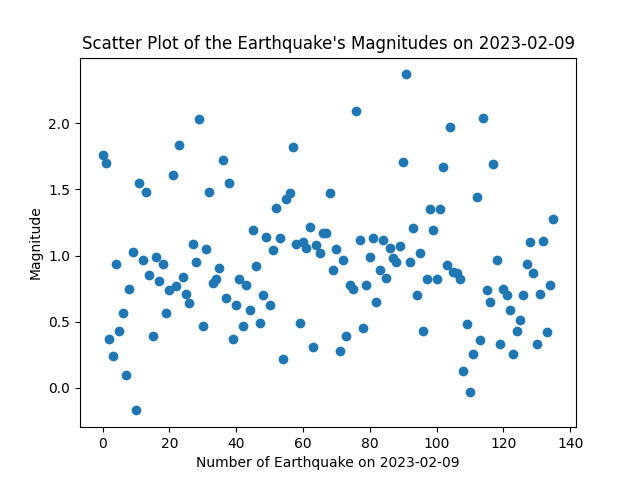 Scatter Plot of the Earthquake's Magnitudes on 2023-02-09
Magnitude
2.0
1.5
1.0
0.5
0.0
0 20 40 60 80 100 120 140
Number of Earthquake on 2023-02-09